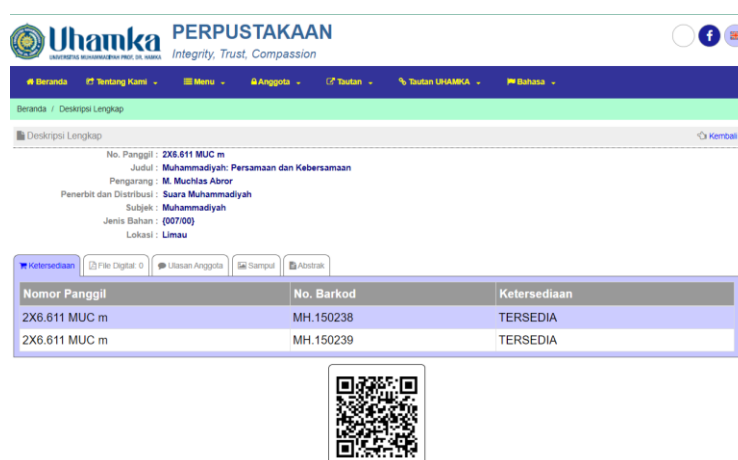 Uhamka
UNIVERSITAS MUHAMMADIYAH PROF. DR. HAMKA
PERPUSTAKAAN
Integrity, Trust, Compassion
Beranda Tentang Kami Menu Anggota Tautan Tautan UHAMKA Bahasa
Beranda / Deskripsi Lengkap
Deskripsi Lengkap Kembali
No. Panggil : 2X6.611 MUC m
Judul : Muhammadiyah: Persamaan dan Kebersamaan
Pengarang : M. Muchlas Abror
Penerbit dan Distribusi : Suara Muhammadiyah
Subjek : Muhammadiyah
Jenis Bahan : {007/00}
Lokasi : Limau
Ketersediaan File Digital: 0 Ulasan Anggota Sampul Abstrak
Nomor Panggil No. Barkod Ketersediaan
2X6.611 MUC m MH.150238 TERSEDIA
2X6.611 MUC m MH.150239 TERSEDIA